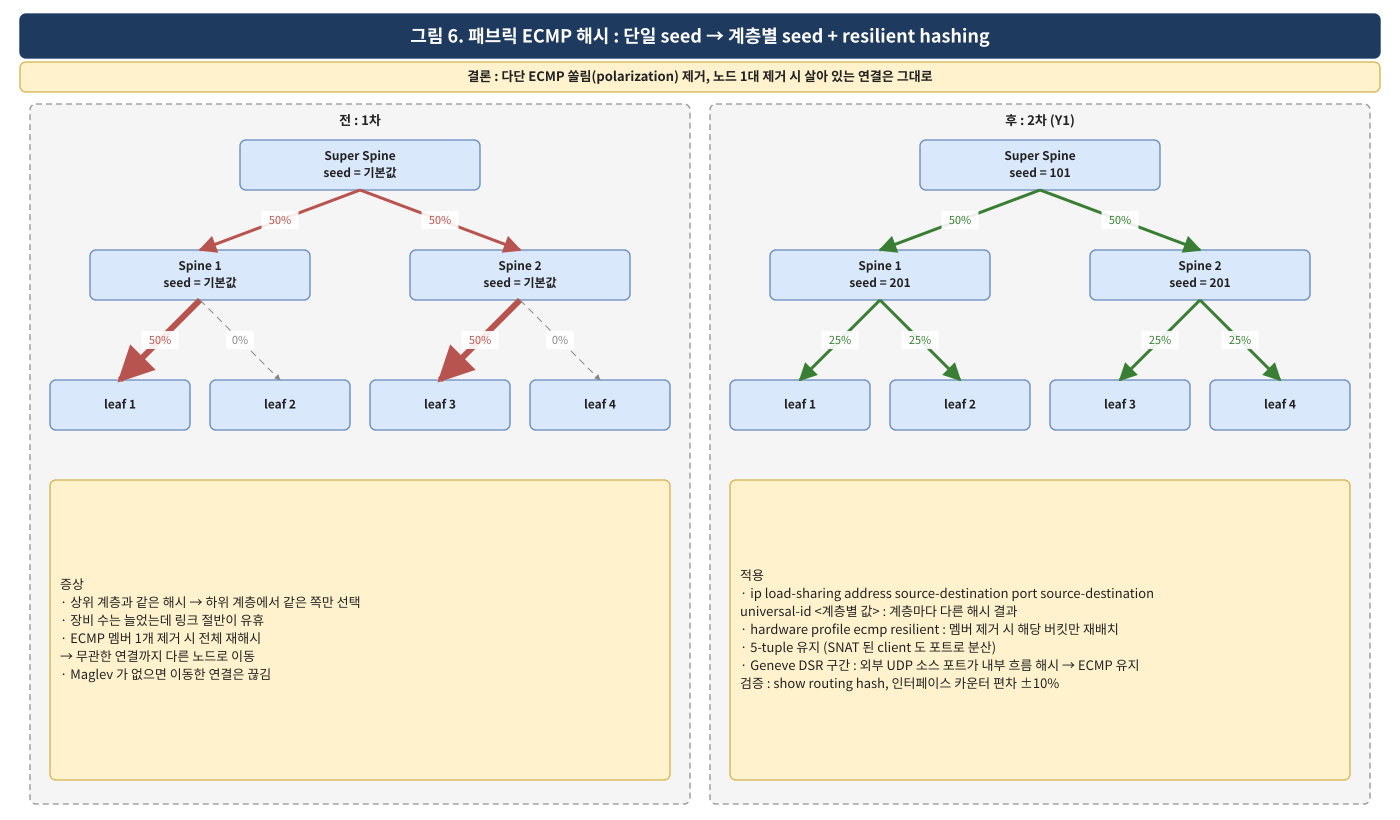 그림 6. 패브릭 ECMP 해시 : 단일 seed → 계층별 seed + resilient hashing
결론 : 다단 ECMP 쏠림(polarization) 제거, 노드 1대 제거 시 살아 있는 연결은 그대로
전 : 1차
Super Spine
seed = 기본값
50%
50%
Spine 1
seed = 기본값
Spine 2
seed = 기본값
50%
0%
50%
0%
leaf 1
leaf 2
leaf 3
leaf 4
증상
· 상위 계층과 같은 해시 → 하위 계층에서 같은 쪽만 선택
· 장비 수는 늘었는데 링크 절반이 유휴
· ECMP 멤버 1개 제거 시 전체 재해시
→ 무관한 연결까지 다른 노드로 이동
· Maglev 가 없으면 이동한 연결은 끊김
후 : 2차 (Y1)
Super Spine
seed = 101
50%
50%
Spine 1
seed = 201
Spine 2
seed = 201
25%
25%
25%
25%
leaf 1
leaf 2
leaf 3
leaf 4
적용
· ip load-sharing address source-destination port source-destination
universal-id <계층별 값> : 계층마다 다른 해시 결과
· hardware profile ecmp resilient : 멤버 제거 시 해당 버킷만 재배치
· 5-tuple 유지 (SNAT 된 client 도 포트로 분산)
· Geneve DSR 구간 : 외부 UDP 소스 포트가 내부 흐름 해시 → ECMP 유지
검증 : show routing hash, 인터페이스 카운터 편차 ±10%